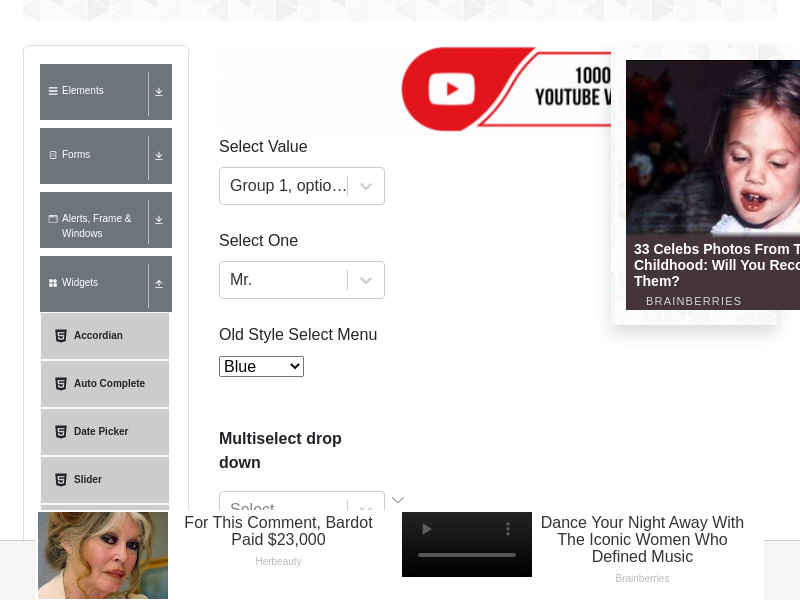 Elements
Forms
Alerts, Frame &
Windows
Widgets
Accordian
Auto Complete
Date Picker
Slider
1000
YOUTUBE V
Select Value
Group 1, optio...
Select One
Mr.
Old Style Select Menu
Blue
Multiselect drop
down
Select...
33 Celebs Photos From T
Childhood: Will You Reco
Them?
BRAINBERRIES
For This Comment, Bardot
Paid $23,000
Herbeauty
Dance Your Night Away With
The Iconic Women Who
Defined Music
Brainberries